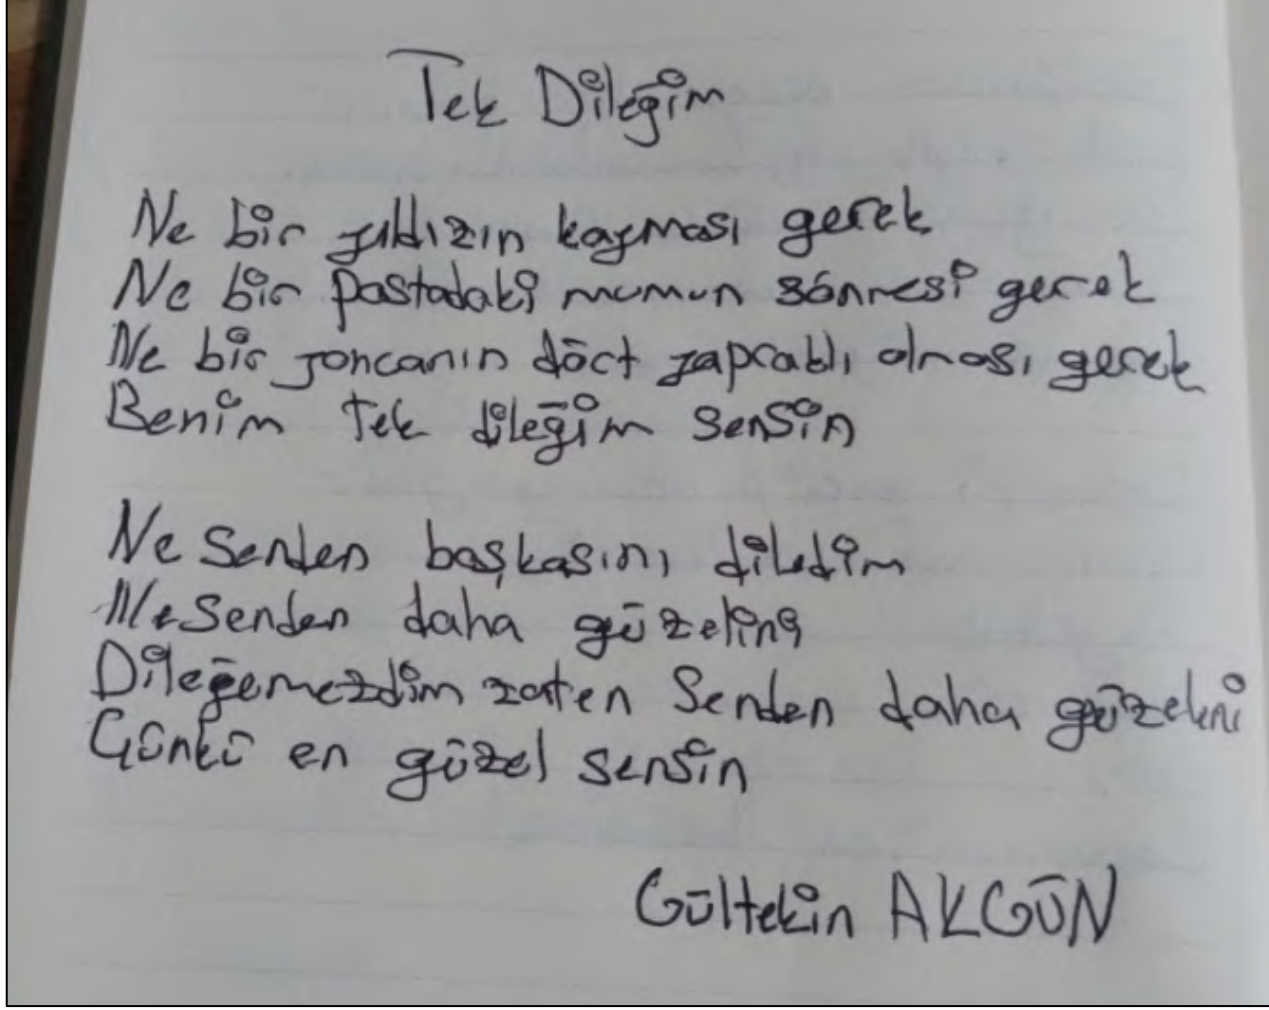 Tek Dileğim
Ne bir yıldızın kayması gerek
Ne bir pastadaki mumun sönmesi gerek
Ne bir yoncanın dört yapraklı olması gerek
Benim tek dileğim sensin
Ne Senden başkasını diledim
Ne Senden daha güzelini
Dileğemezdim zaten Senden daha güzelini
Çünkü en güzel sensin
Gültekin AKGÜN